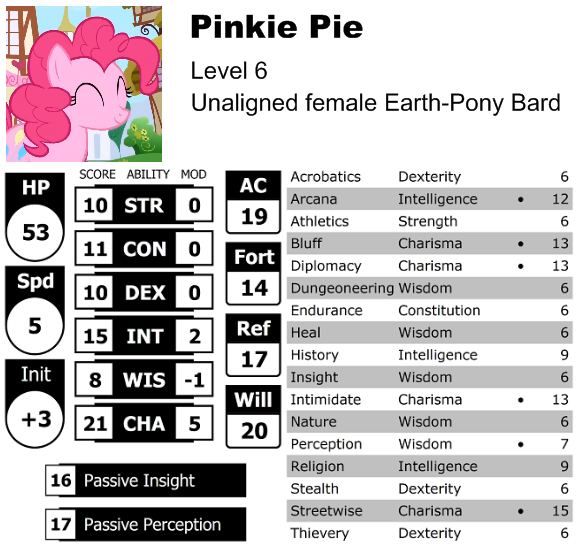 Pinkie Pie
Level 6
Unaligned female Earth-Pony Bard
HP
53
Spd
5
Init
+3
SCORE ABILITY MOD
10 STR 0
11 CON 0
10 DEX 0
15 INT 2
8 WIS -1
21 CHA 5
16 Passive Insight
17 Passive Perception
AC
19
Fort
14
Ref
17
Will
20
Acrobatics Dexterity 6
Arcana Intelligence • 12
Athletics Strength 6
Bluff Charisma • 13
Diplomacy Charisma • 13
Dungeoneering Wisdom 6
Endurance Constitution 6
Heal Wisdom 6
History Intelligence 9
Insight Wisdom 6
Intimidate Charisma • 13
Nature Wisdom 6
Perception Wisdom • 7
Religion Intelligence 9
Stealth Dexterity 6
Streetwise Charisma • 15
Thievery Dexterity 6